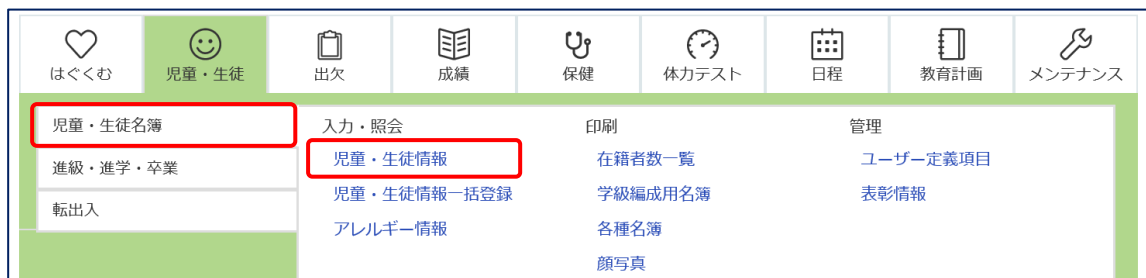 はぐくむ 児童・生徒 出欠 成績 保健 体力テスト 日程 教育計画 メンテナンス
児童・生徒名簿
進級・進学・卒業
転出入
入力・照会
児童・生徒情報
児童・生徒情報一括登録
アレルギー情報
印刷
在籍者数一覧
学級編成用名簿
各種名簿
顔写真
管理
ユーザー定義項目
表彰情報